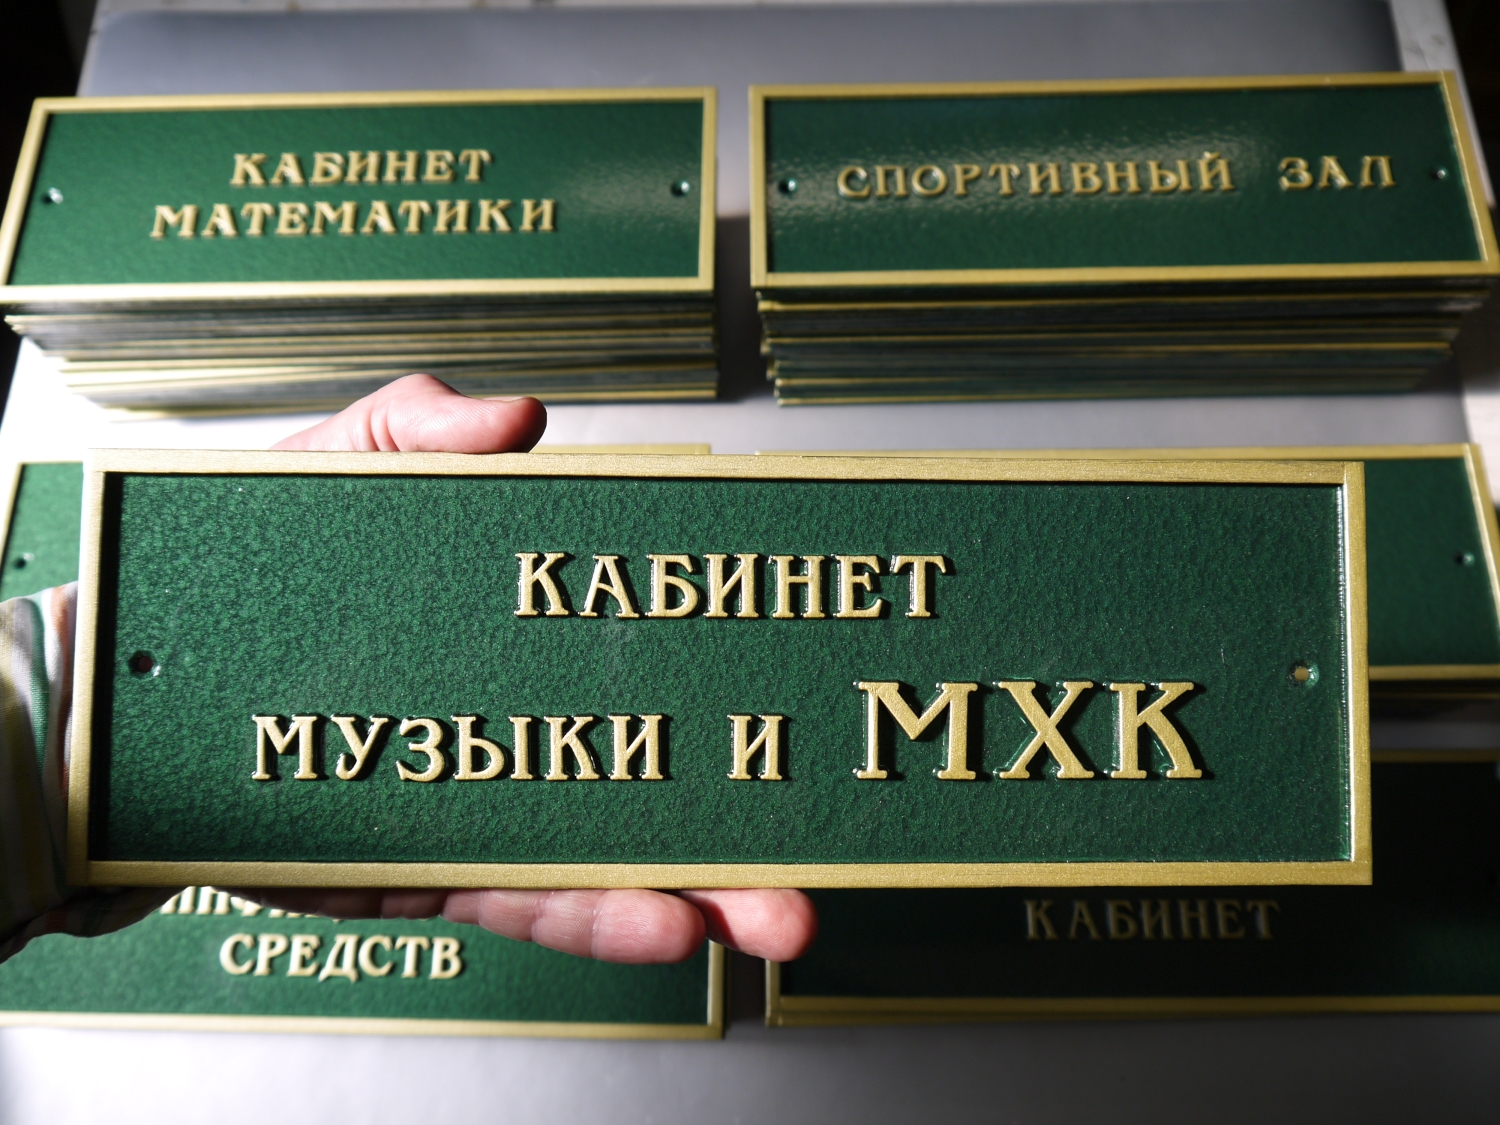 КАБИНЕТ
МАТЕМАТИКИ
СПОРТИВНЫЙ ЗАЛ
КАБИНЕТ
МУЗЫКИ И МХК
СРЕДСТВ
КАБИНЕТ